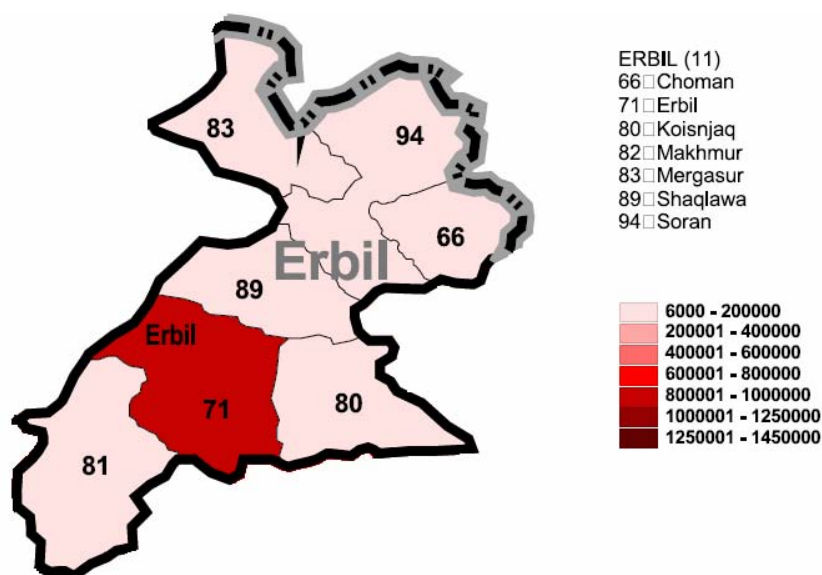 ERBIL (11)
66□Choman
71□Erbil
80□Koisnjaq
82□Makhmur
83□Mergasur
89□Shaqlawa
94□Soran
83
94
66
Erbil
89
Erbil
71
80
81
6000 - 200000
200001 - 400000
400001 - 600000
600001 - 800000
800001 - 1000000
1000001 - 1250000
1250001 - 1450000